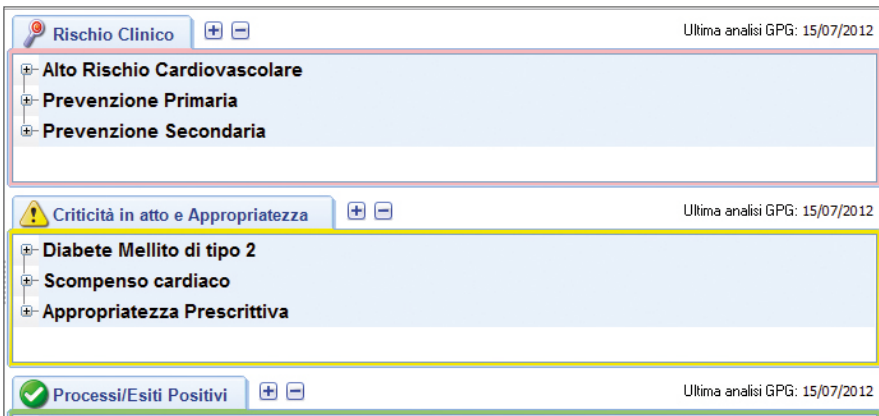 Rischio Clinico
Ultima analisi GPG: 15/07/2012
Alto Rischio Cardiovascolare
Prevenzione Primaria
Prevenzione Secondaria
Criticità in atto e Appropriatezza
Ultima analisi GPG: 15/07/2012
Diabete Mellito di tipo 2
Scompenso cardiaco
Appropriatezza Prescrittiva
Processi/Esiti Positivi
Ultima analisi GPG: 15/07/2012